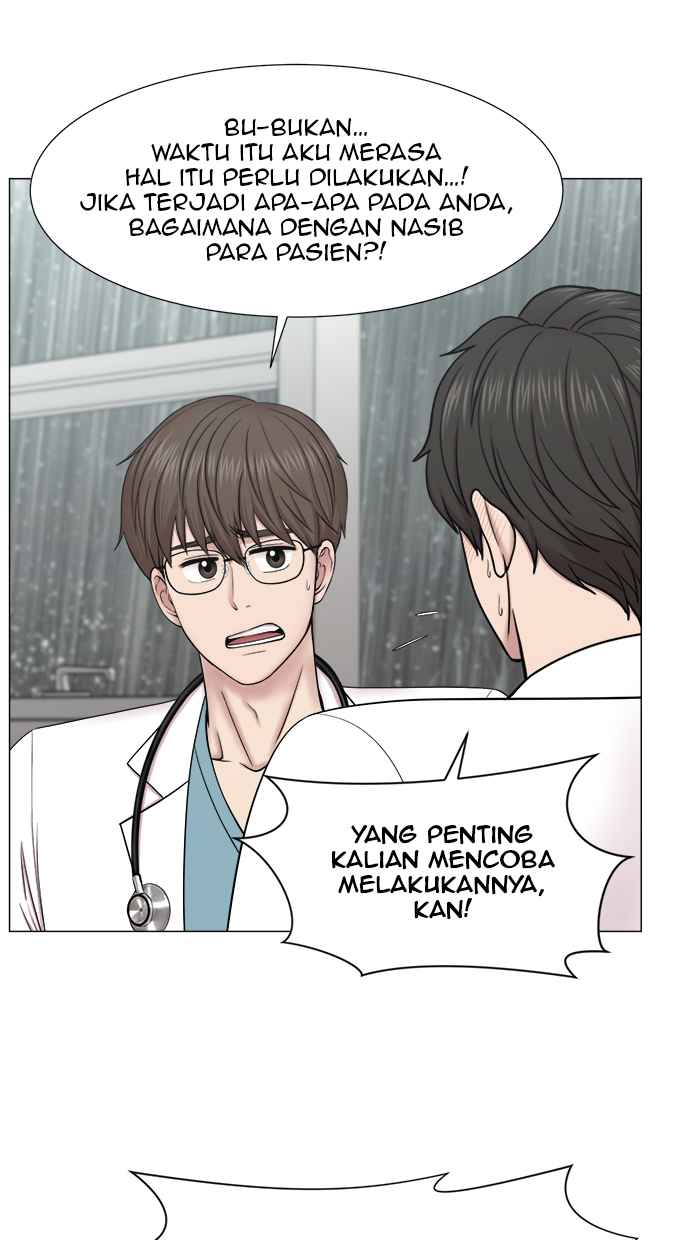 BU-BUKAN...
WAKTU ITU AKU MERASA
HAL ITU PERLU DILAKUKAN...!
JIKA TERJADI APA-APA PADA ANDA,
BAGAIMANA DENGAN NASIB
PARA PASIEN?!
YANG PENTING
KALIAN MENCOBA
MELAKUKANNYA,
KAN!